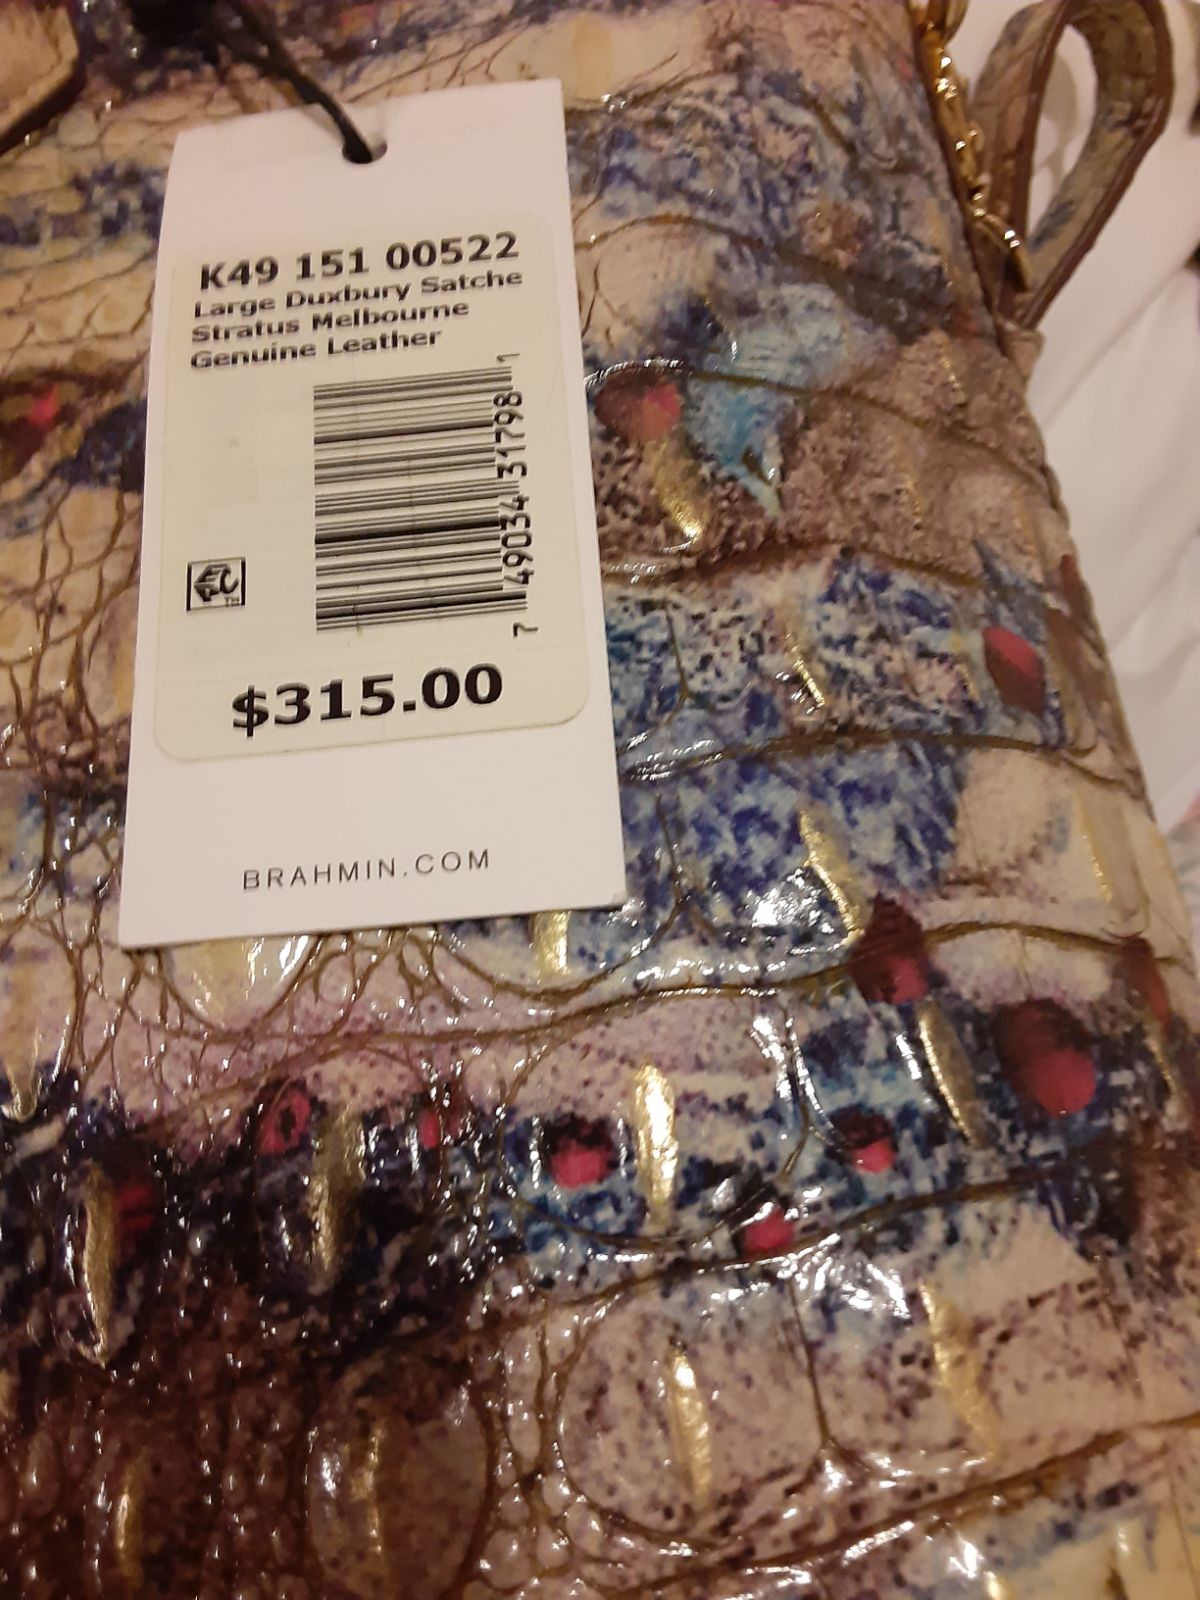 K49 151 00522
Large Duxbury Satche
Stratus Melbourne
Genuine Leather
7 49034 31798 1
$315.00
BRAHMIN.COM